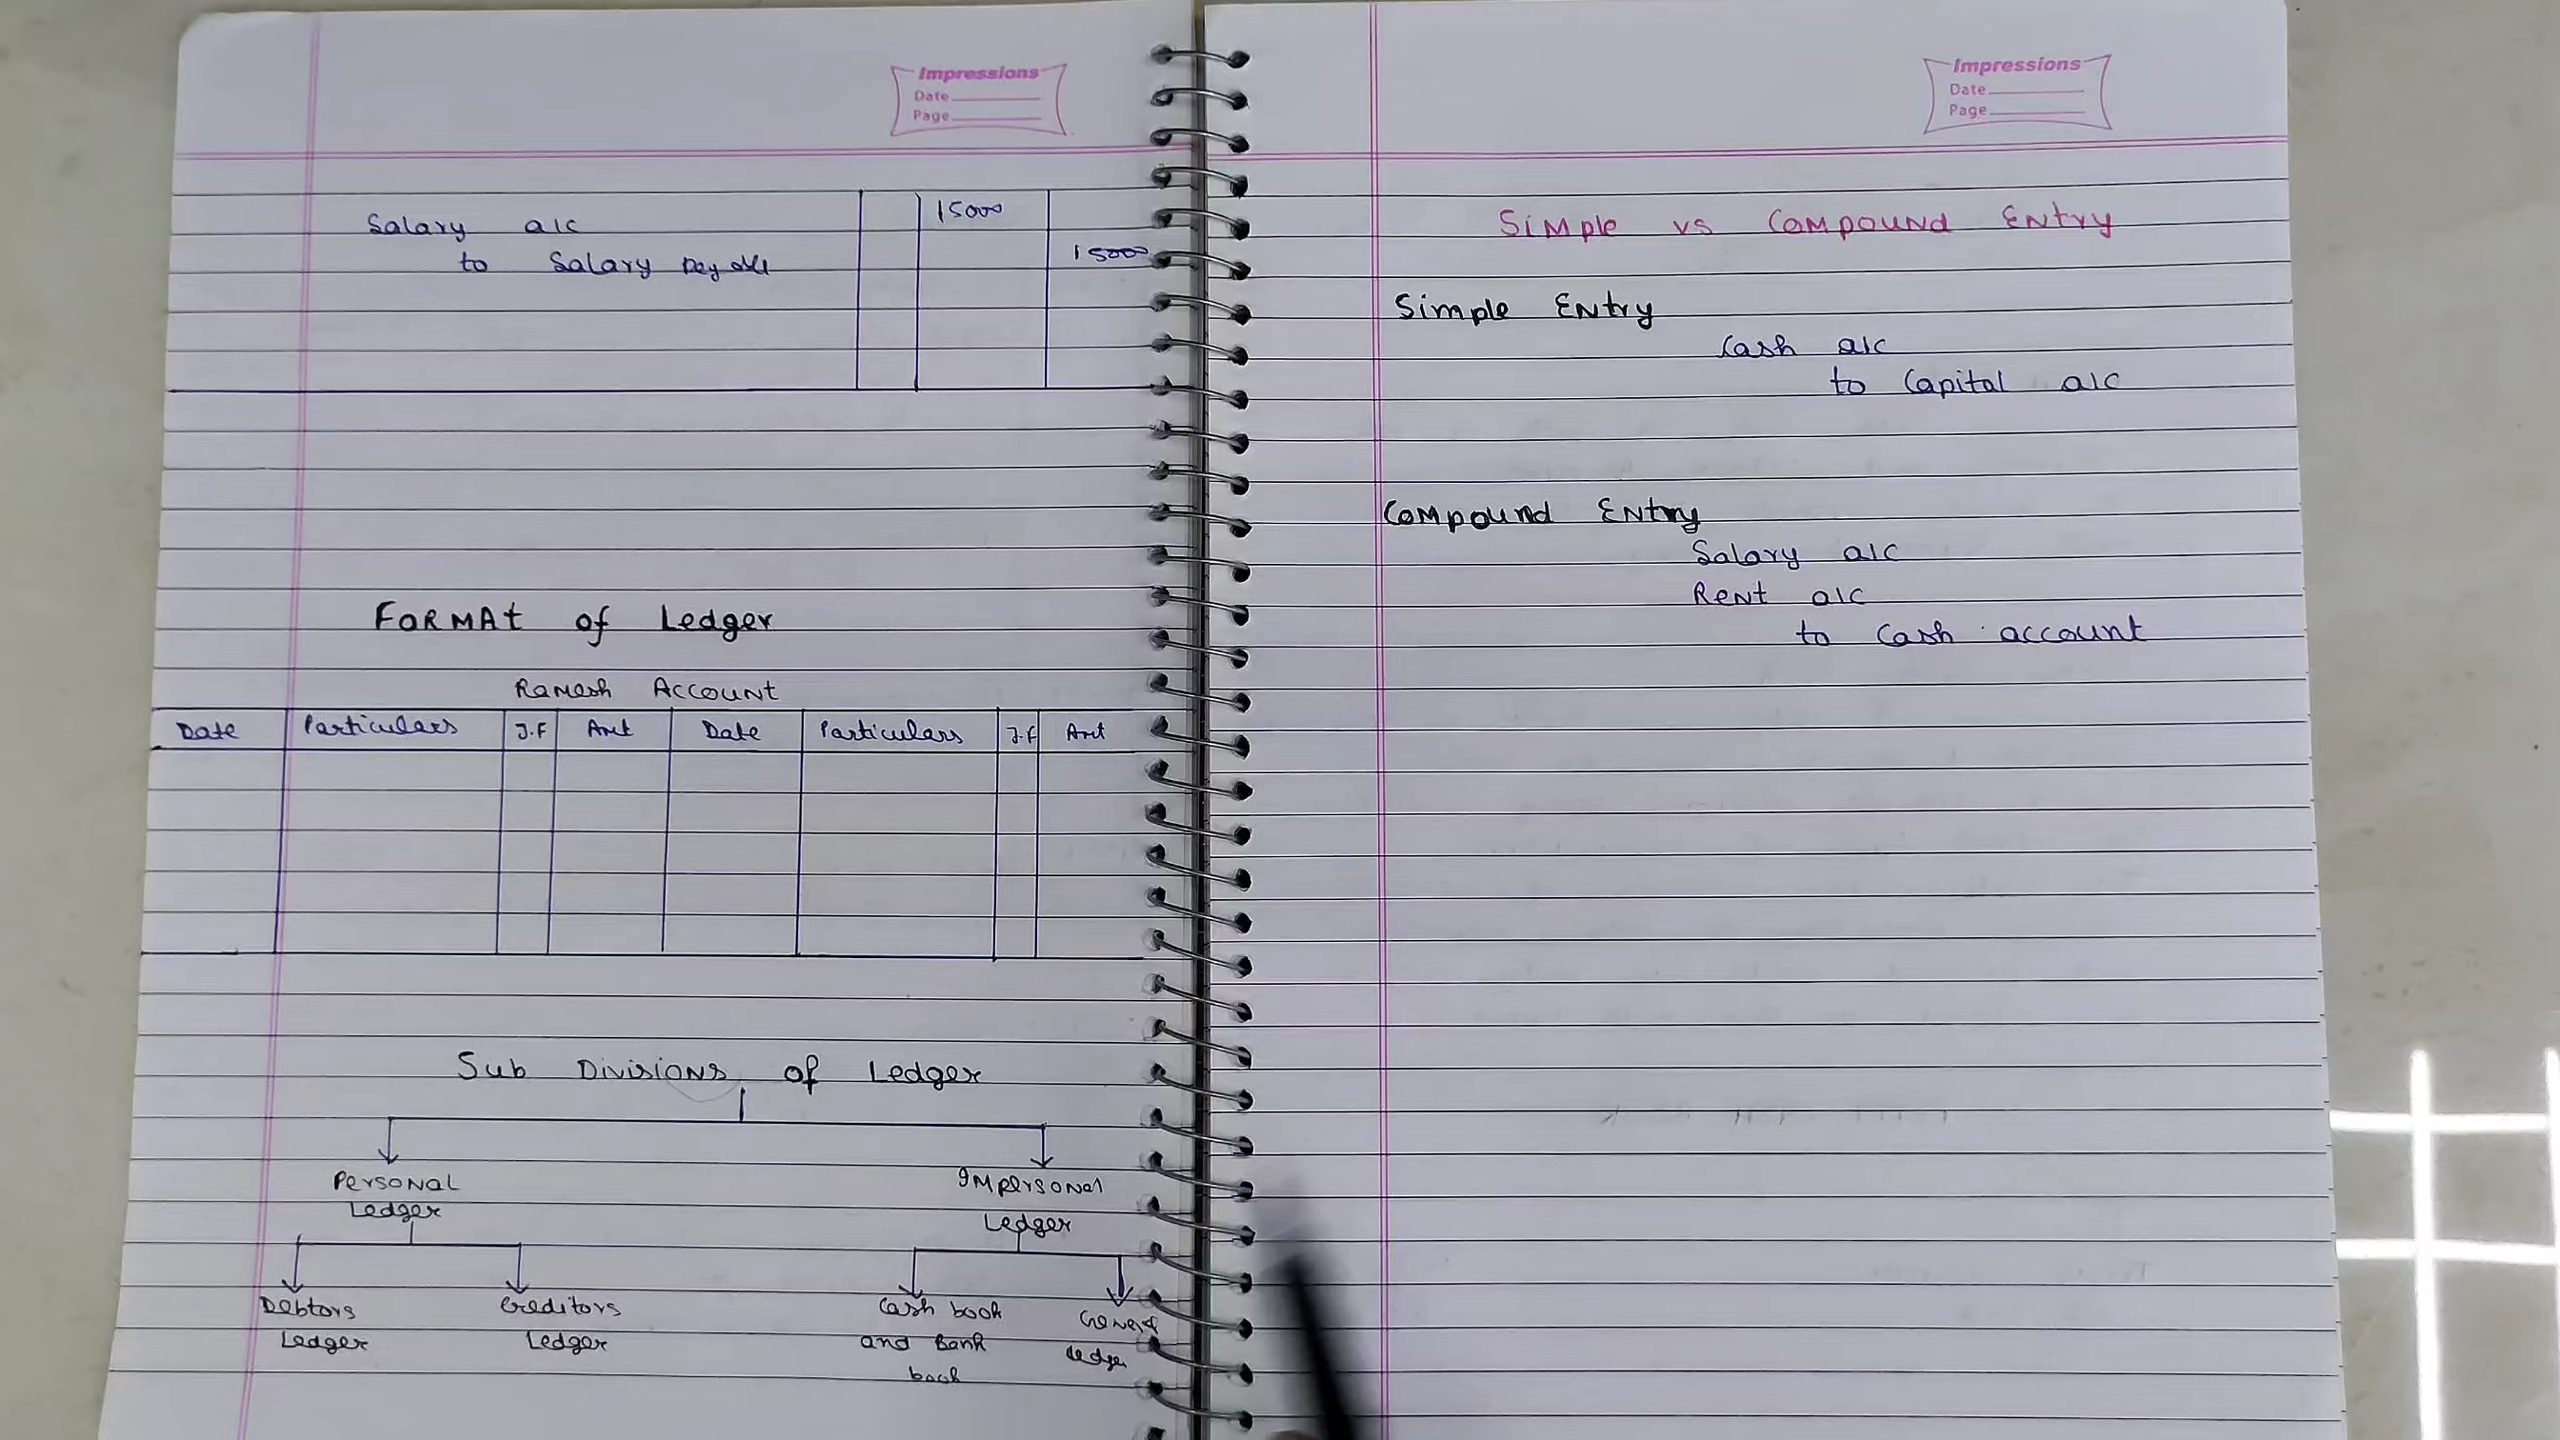 Impressions
Date
Page
Salary a/c 15000
to Salary payable 15000
FORMAt of Ledger
Ramesh Account
Date Particulars J.F Amt Date Particulars J.F Amt
Sub Divisions of Ledger
Personal Ledger
Impersonal Ledger
Debtors Ledger
Creditors Ledger
Cash book and Bank book
General Ledger
Impressions
Date
Page
Simple vs Compound Entry
Simple Entry
Cash a/c
to Capital a/c
Compound Entry
Salary a/c
Rent a/c
to Cash account